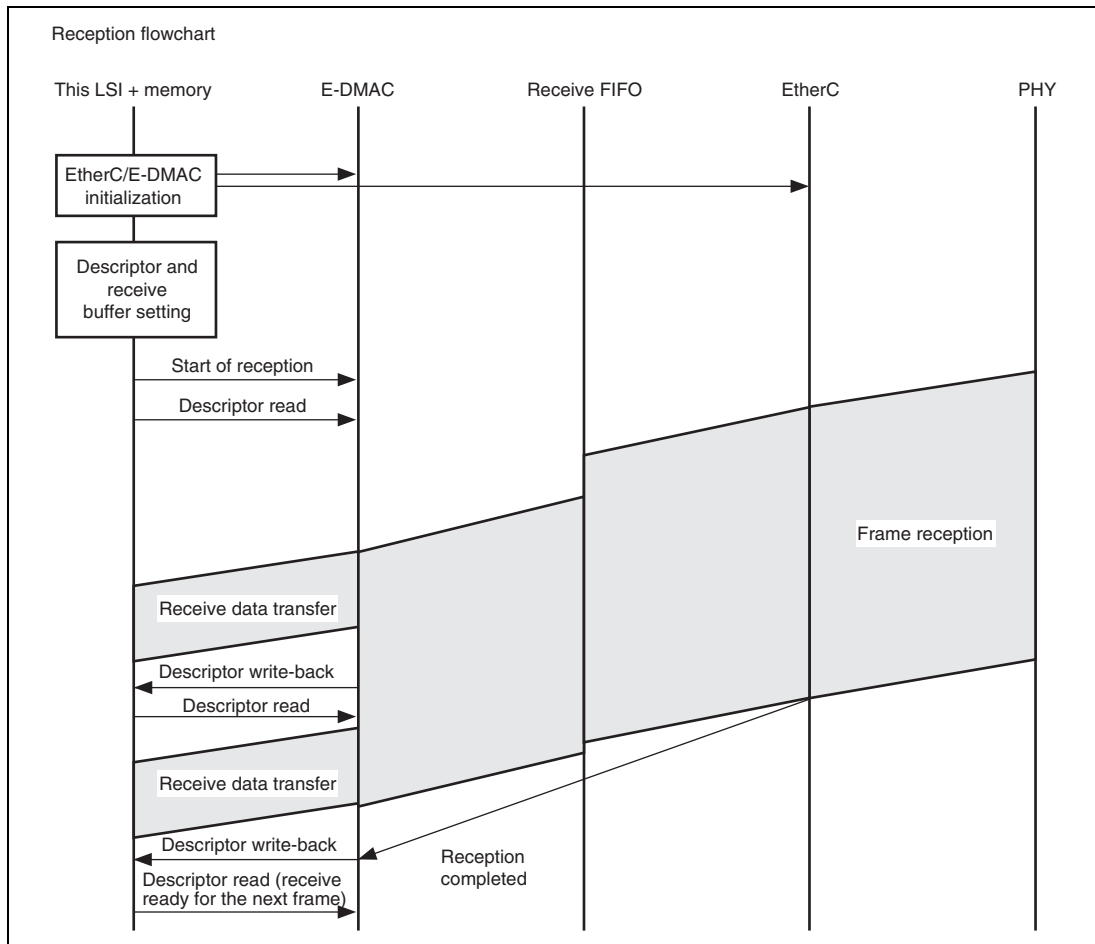 Reception flowchart
This LSI + memory
E-DMAC
Receive FIFO
EtherC
PHY
EtherC/E-DMAC
initialization
Descriptor and
receive
buffer setting
Start of reception
Descriptor read
Frame reception
Receive data transfer
Descriptor write-back
Descriptor read
Receive data transfer
Descriptor write-back
Reception
completed
Descriptor read (receive
ready for the next frame)